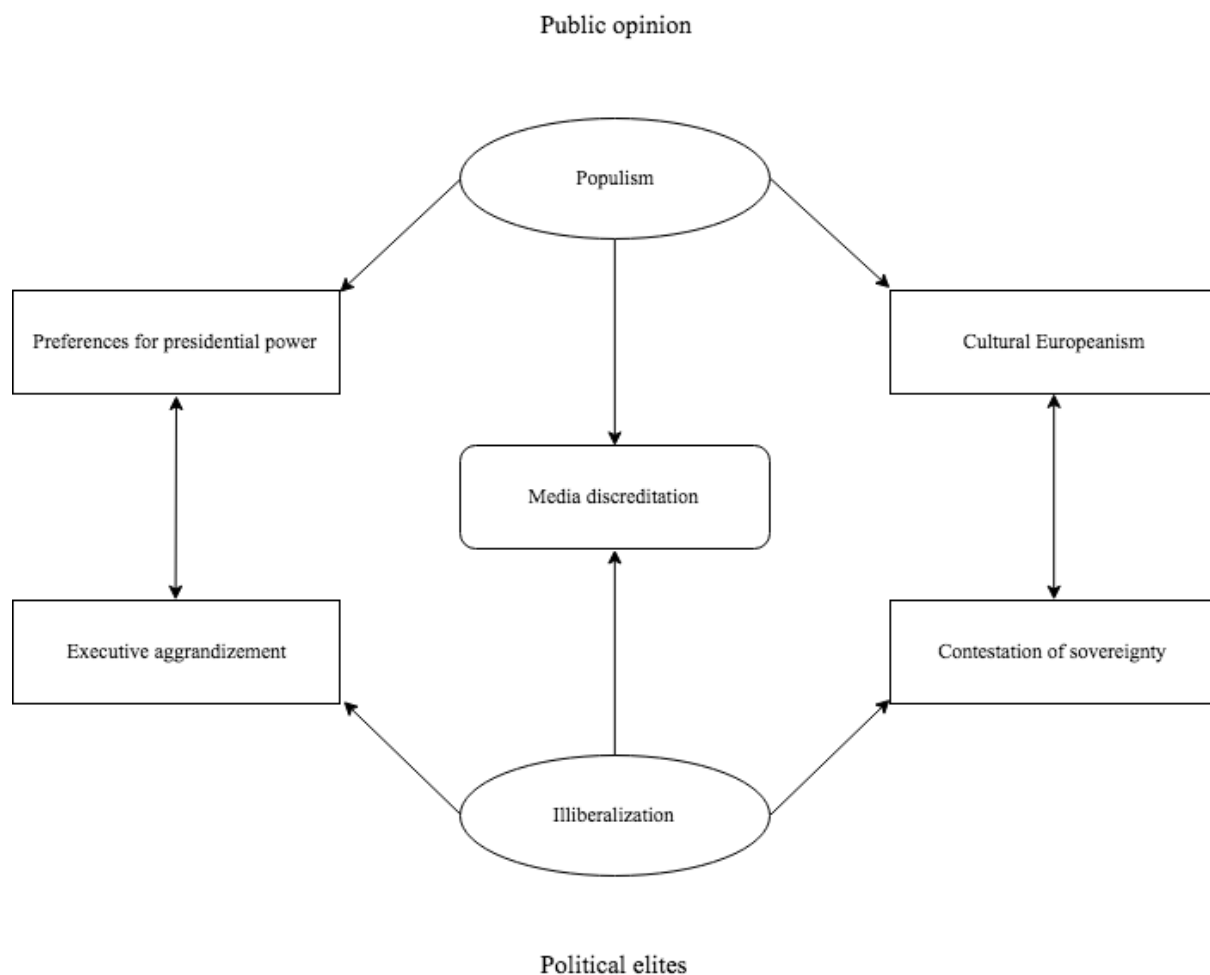 Public opinion
Populism
Preferences for presidential power
Cultural Europeanism
Media discreditation
Executive aggrandizement
Contestation of sovereignty
Illiberalization
Political elites